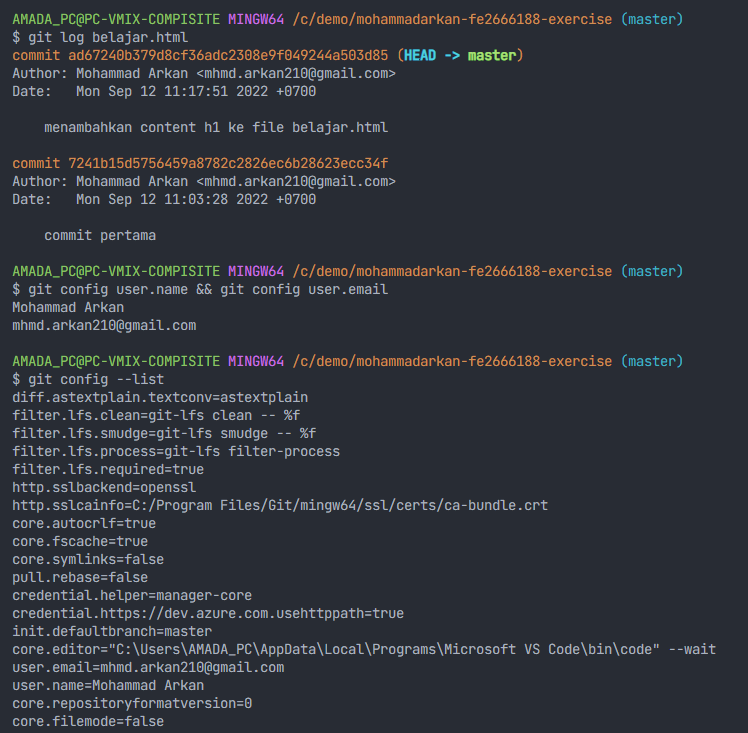 AMADA_PC@PC-VMIX-COMPISITE MINGW64 /c/demo/mohammadarkan-fe2666188-exercise (master)
$ git log belajar.html
commit ad67240b379d8cf36adc2308e9f049244a503d85 (HEAD -> master)
Author: Mohammad Arkan <mhmd.arkan210@gmail.com>
Date:   Mon Sep 12 11:17:51 2022 +0700

    menambahkan content h1 ke file belajar.html

commit 7241b15d5756459a8782c2826ec6b28623ecc34f
Author: Mohammad Arkan <mhmd.arkan210@gmail.com>
Date:   Mon Sep 12 11:03:28 2022 +0700

    commit pertama

AMADA_PC@PC-VMIX-COMPISITE MINGW64 /c/demo/mohammadarkan-fe2666188-exercise (master)
$ git config user.name && git config user.email
Mohammad Arkan
mhmd.arkan210@gmail.com

AMADA_PC@PC-VMIX-COMPISITE MINGW64 /c/demo/mohammadarkan-fe2666188-exercise (master)
$ git config --list
diff.astextplain.textconv=astextplain
filter.lfs.clean=git-lfs clean -- %f
filter.lfs.smudge=git-lfs smudge -- %f
filter.lfs.process=git-lfs filter-process
filter.lfs.required=true
http.sslbackend=openssl
http.sslcainfo=C:/Program Files/Git/mingw64/ssl/certs/ca-bundle.crt
core.autocrlf=true
core.fscache=true
core.symlinks=false
pull.rebase=false
credential.helper=manager-core
credential.https://dev.azure.com.usehttppath=true
init.defaultbranch=master
core.editor="C:\Users\AMADA_PC\AppData\Local\Programs\Microsoft VS Code\bin\code" --wait
user.email=mhmd.arkan210@gmail.com
user.name=Mohammad Arkan
core.repositoryformatversion=0
core.filemode=false